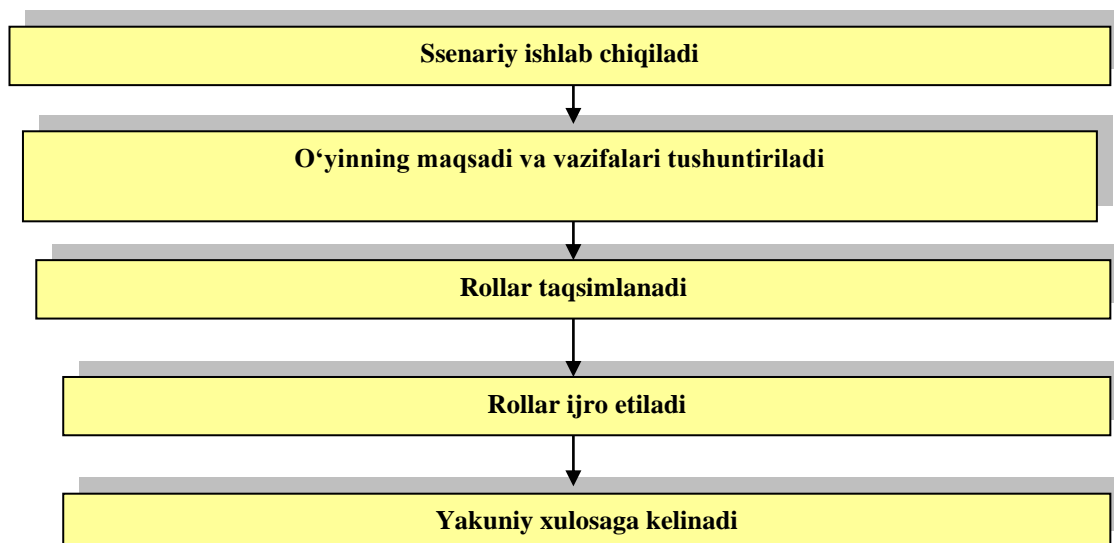 Ssenariy ishlab chiqiladi
O‘yinning maqsadi va vazifalari tushuntiriladi
Rollar taqsimlanadi
Rollar ijro etiladi
Yakuniy xulosaga kelinadi